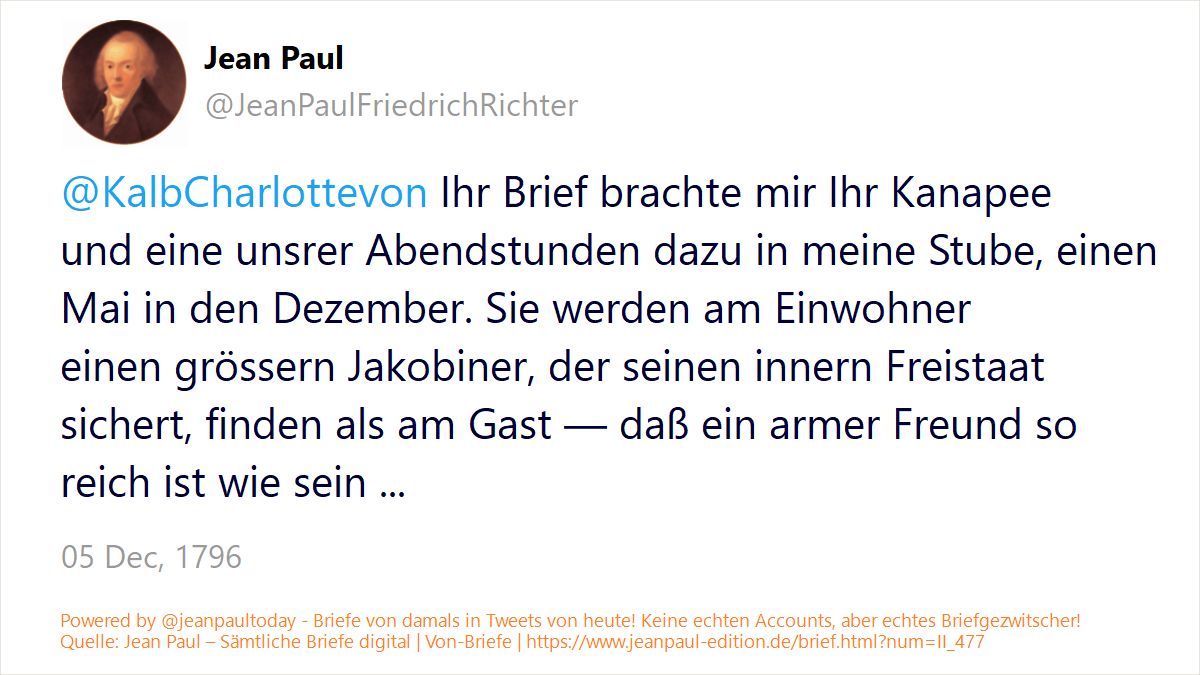 Jean Paul
@JeanPaulFriedrichRichter
@KalbCharlottevon Ihr Brief brachte mir Ihr Kanapee
und eine unsrer Abendstunden dazu in meine Stube, einen
Mai in den Dezember. Sie werden am Einwohner
einen grössern Jakobiner, der seinen innern Freistaat
sichert, finden als am Gast — daß ein armer Freund so
reich ist wie sein ...
05 Dec, 1796
Powered by @jeanpaultoday - Briefe von damals in Tweets von heute! Keine echten Accounts, aber echtes Briefgezwitscher!
Quelle: Jean Paul – Sämtliche Briefe digital | Von-Briefe | https://www.jeanpaul-edition.de/brief.html?num=II_477